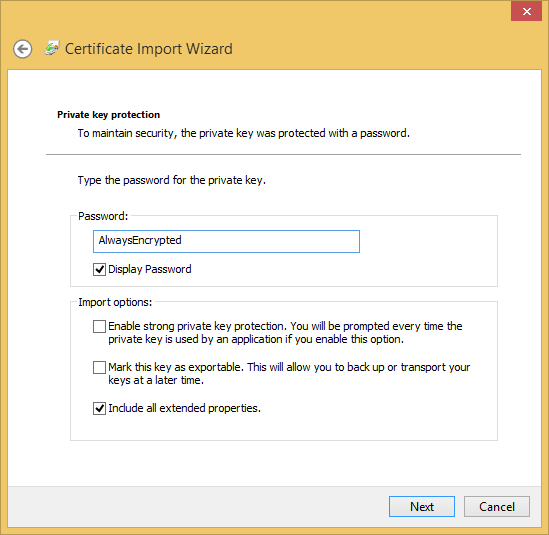 Certificate Import Wizard
Private key protection
To maintain security, the private key was protected with a password.
Type the password for the private key.
Password:
AlwaysEncrypted
Display Password
Import options:
Enable strong private key protection. You will be prompted every time the
private key is used by an application if you enable this option.
Mark this key as exportable. This will allow you to back up or transport your
keys at a later time.
Include all extended properties.
Next
Cancel